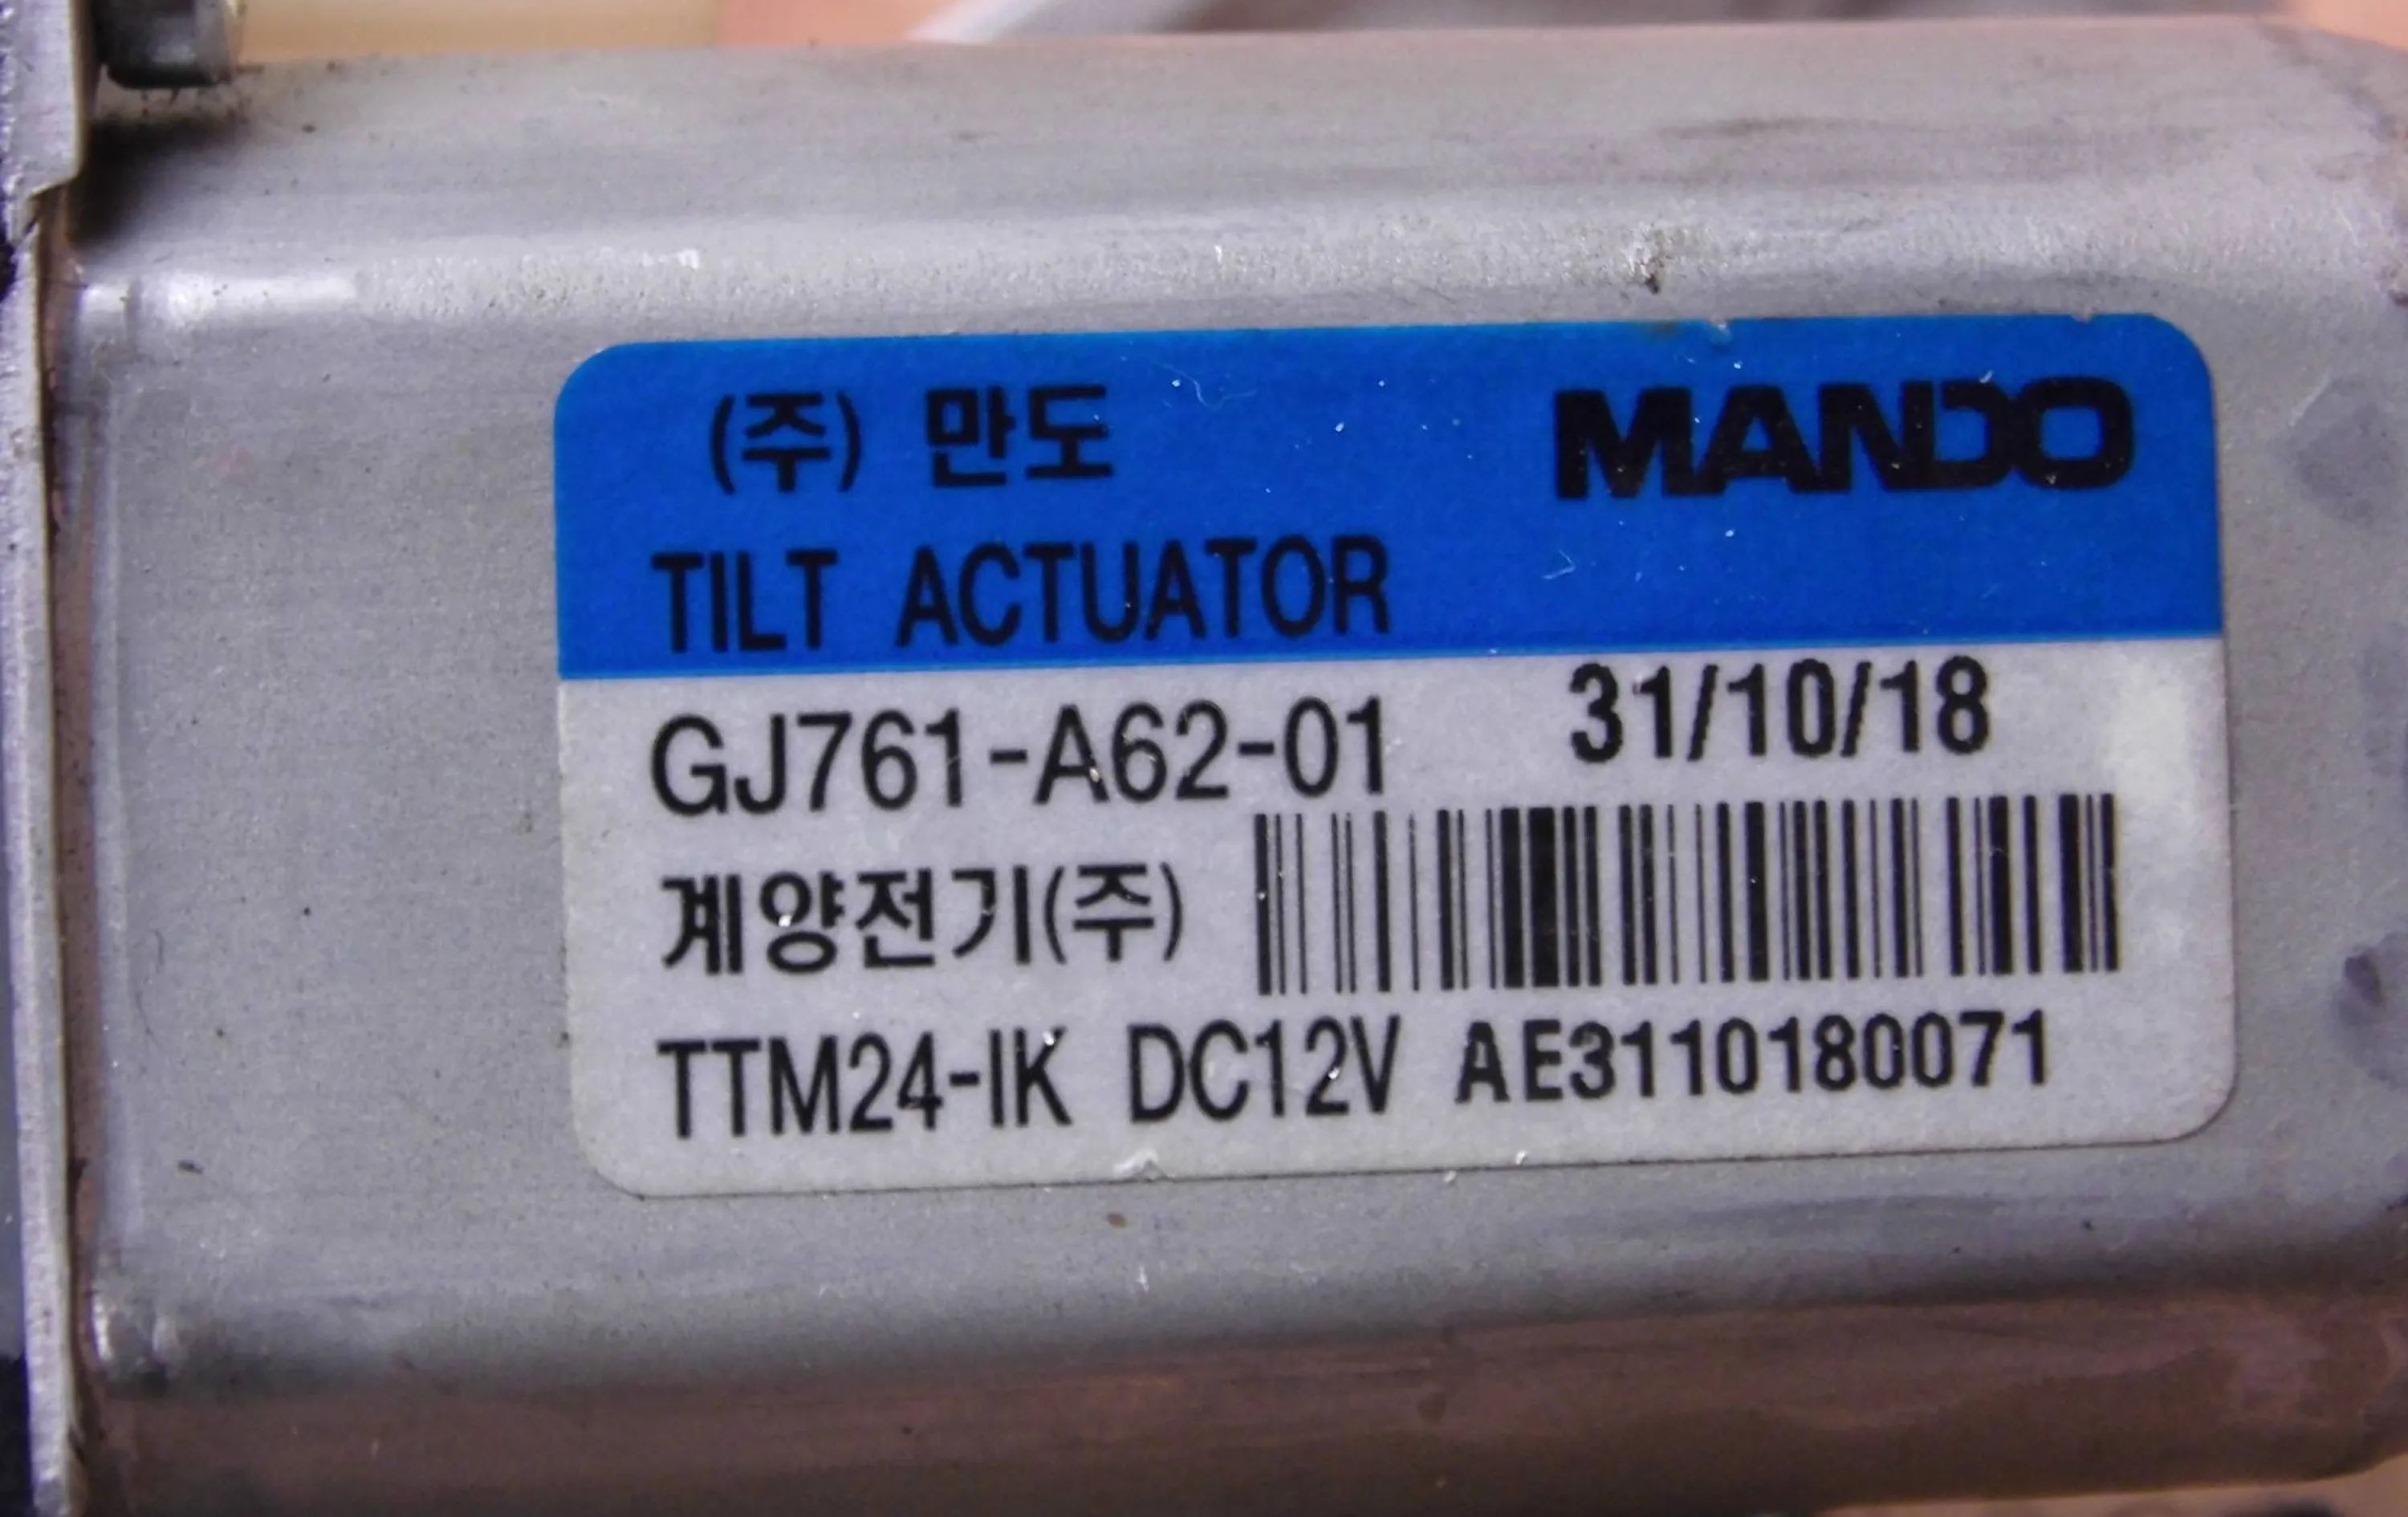 (주) 만도 MANDO
TILT ACTUATOR
GJ761-A62-01 31/10/18
계양전기(주)
TTM24-IK DC12V AE3110180071